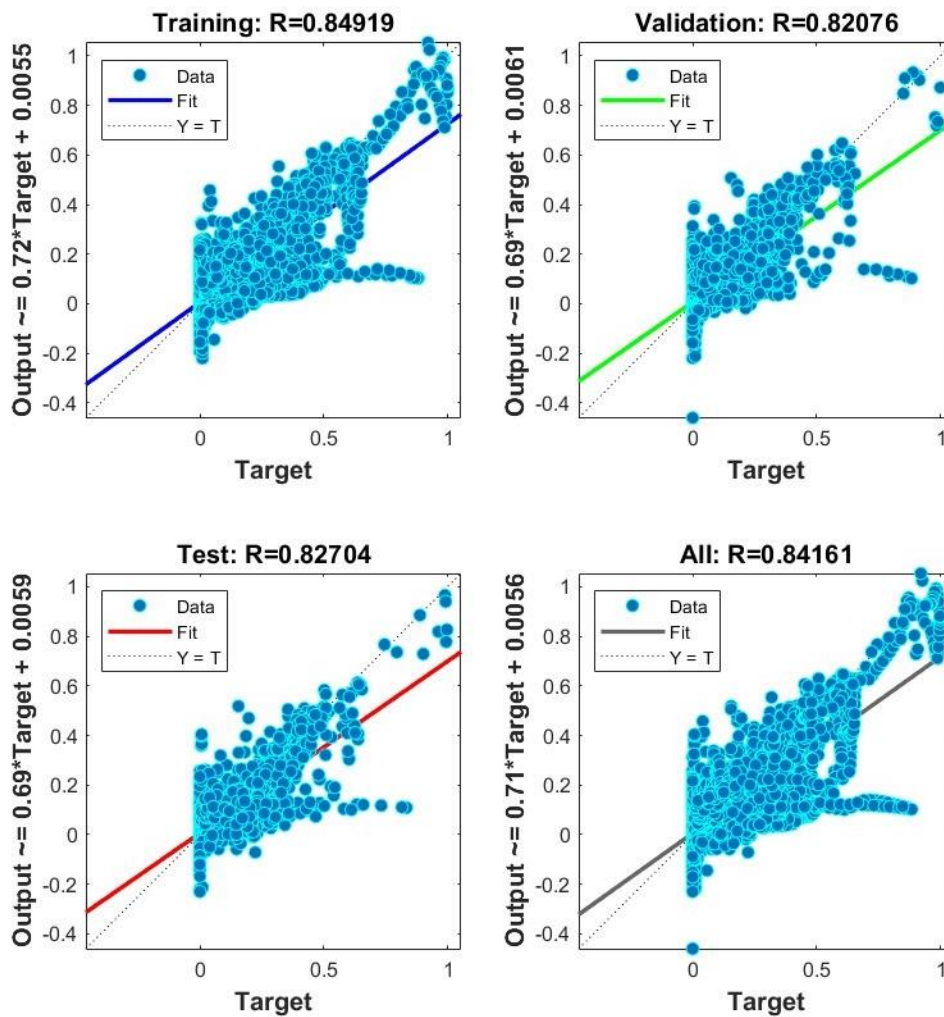 Training: R=0.84919
Output ~= 0.72*Target + 0.0055
1
0.8
0.6
0.4
0.2
0
-0.2
-0.4
Data
Fit
Y = T
0 0.5 1
Target
Validation: R=0.82076
Output ~= 0.69*Target + 0.0061
1
0.8
0.6
0.4
0.2
0
-0.2
-0.4
Data
Fit
Y = T
0 0.5 1
Target
Test: R=0.82704
Output ~= 0.69*Target + 0.0059
1
0.8
0.6
0.4
0.2
0
-0.2
-0.4
Data
Fit
Y = T
0 0.5 1
Target
All: R=0.84161
Output ~= 0.71*Target + 0.0056
1
0.8
0.6
0.4
0.2
0
-0.2
-0.4
Data
Fit
Y = T
0 0.5 1
Target